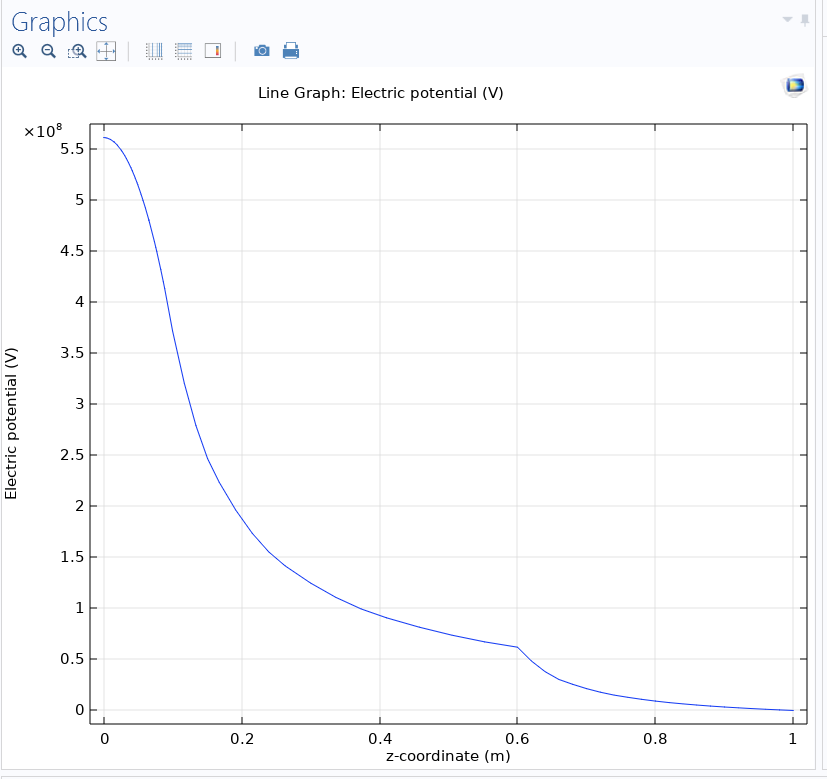 Graphics
Line Graph: Electric potential (V)
×10⁸
5.5
5
4.5
4
3.5
3
2.5
2
1.5
1
0.5
0
Electric potential (V)
0 0.2 0.4 0.6 0.8 1
z-coordinate (m)